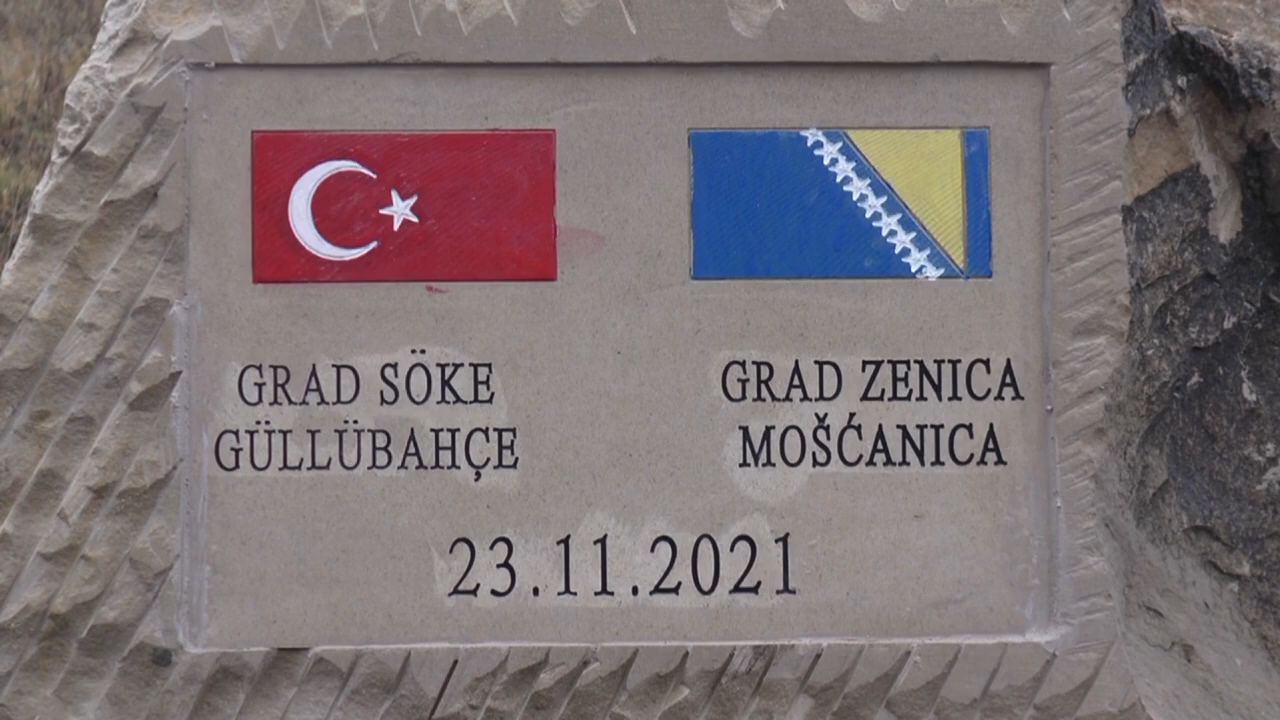 GRAD SÖKE
GÜLLÜBAHÇE
GRAD ZENICA
MOŠĆANICA
23.11.2021